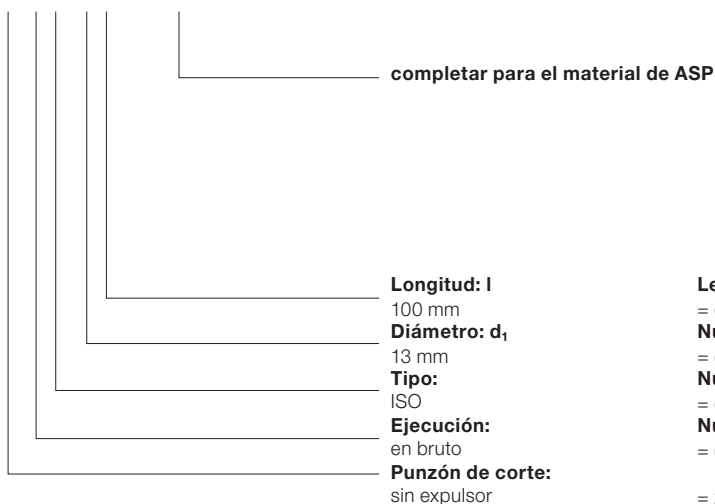 completar para el material de ASP
Longitud: l
100 mm
Diámetro: d₁
13 mm
Tipo:
ISO
Ejecución:
en bruto
Punzón de corte:
sin expulsor